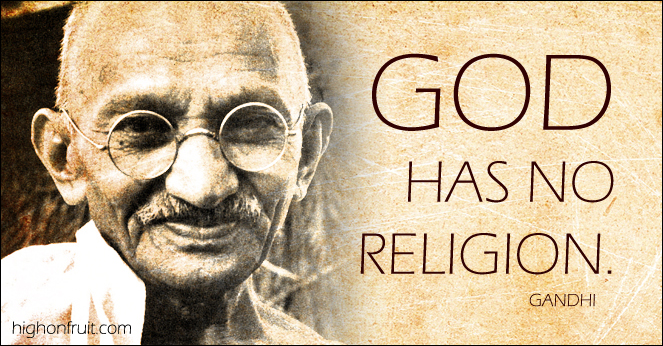 GOD
HAS NO
RELIGION.
GANDHI
highonfruit.com